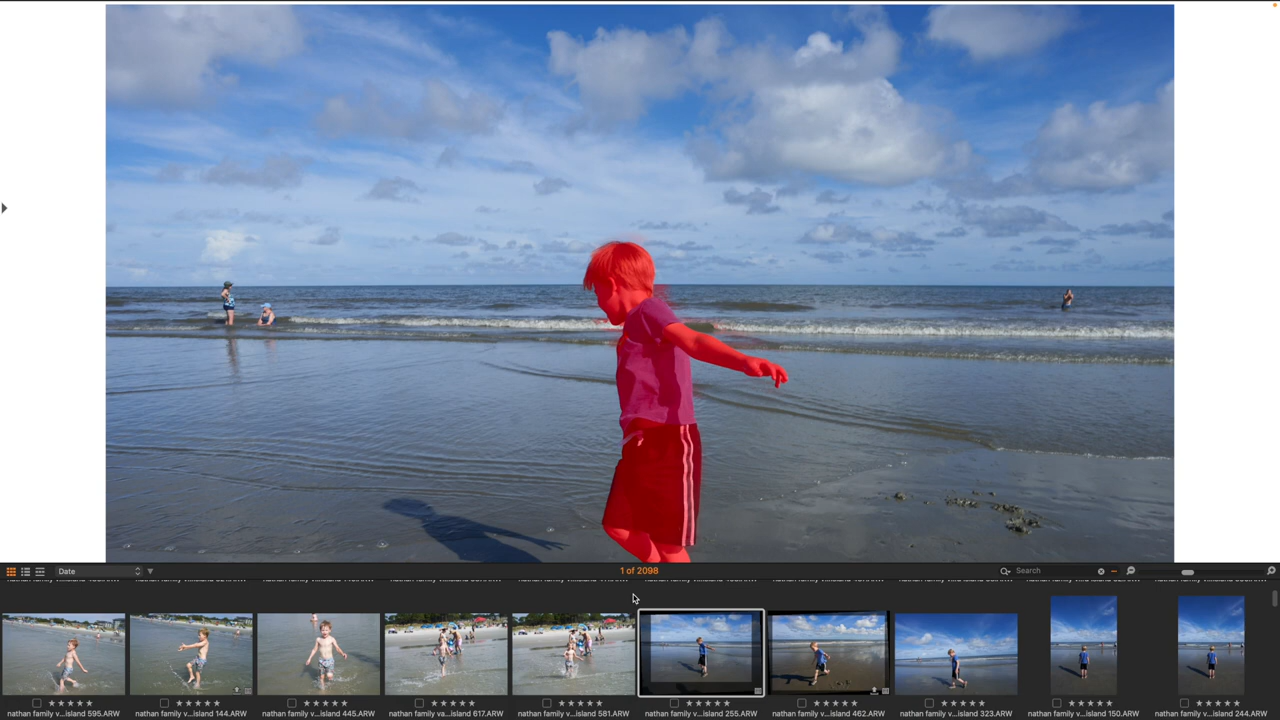 Date
1 of 2098
Search
nathan family v...island 595.ARW
nathan family v...island 144.ARW
nathan family v...island 445.ARW
nathan family va...island 617.ARW
nathan family v...island 581.ARW
nathan family v...island 255.ARW
nathan family v...island 462.ARW
nathan family v...island 323.ARW
nathan family v...island 150.ARW
nathan family v...island 244.ARW